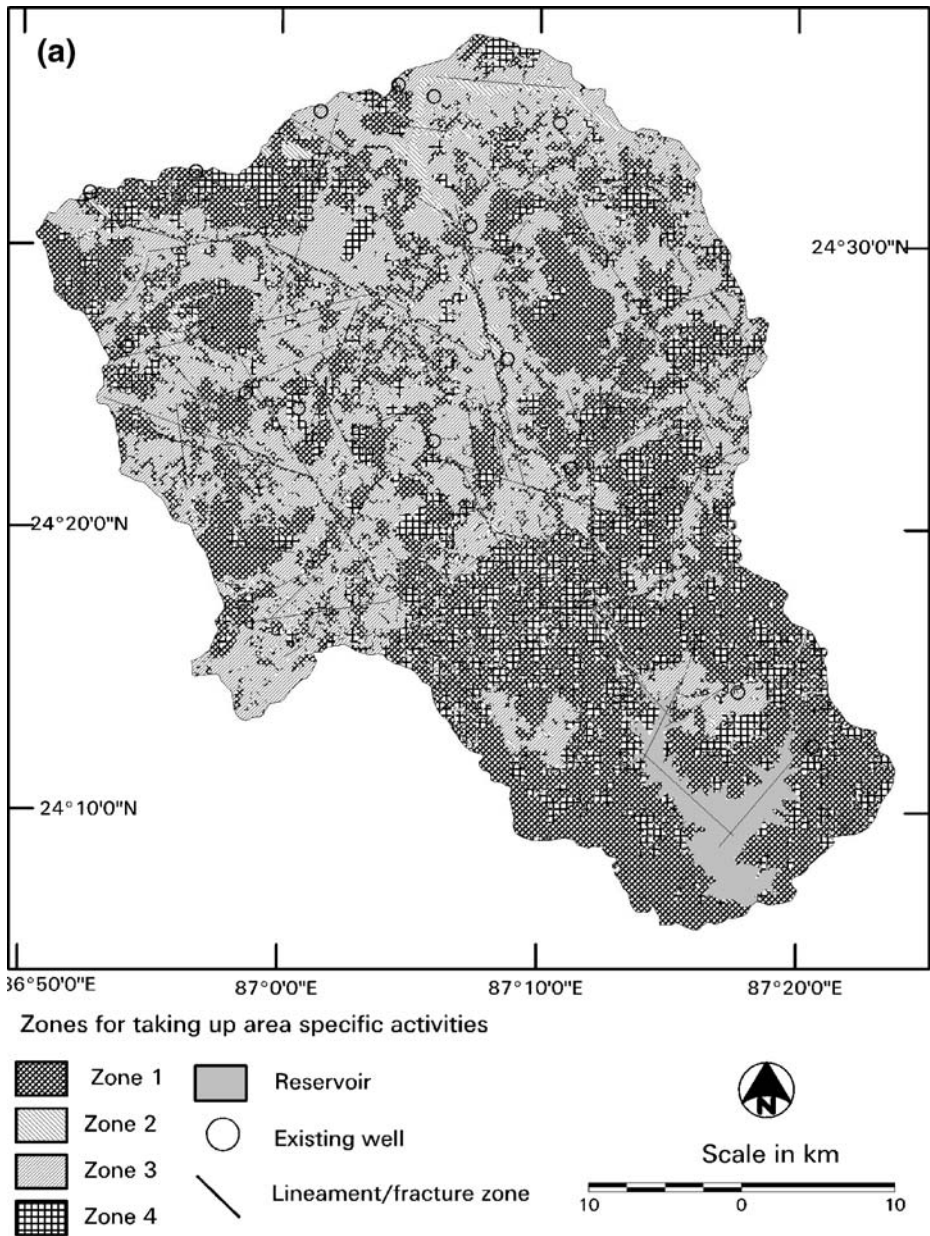 (a)
24°30'0"N
24°20'0"N
24°10'0"N
36°50'0"E
87°0'0"E
87°10'0"E
87°20'0"E
Zones for taking up area specific activities
Zone 1
Reservoir
Zone 2
Existing well
Zone 3
Lineament/fracture zone
Zone 4
N
Scale in km
10
0
10